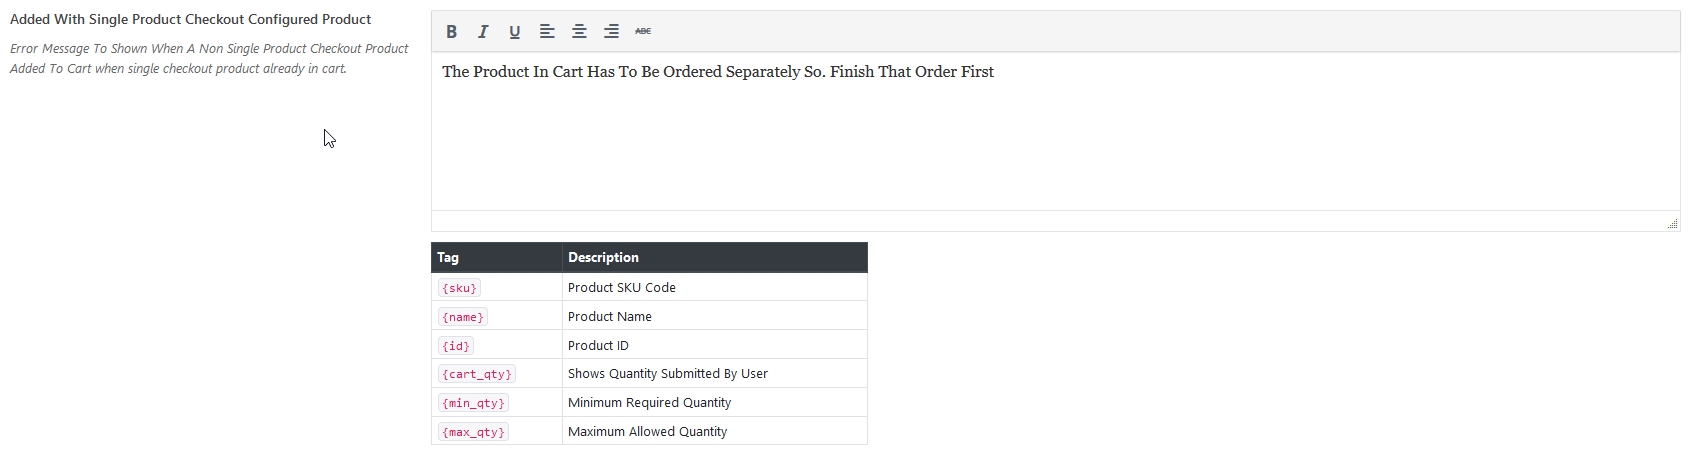 Added With Single Product Checkout Configured Product
Error Message To Shown When A Non Single Product Checkout Product
Added To Cart when single checkout product already in cart.
B I U ABC
The Product In Cart Has To Be Ordered Separately So. Finish That Order First
Tag Description
{sku} Product SKU Code
{name} Product Name
{id} Product ID
{cart_qty} Shows Quantity Submitted By User
{min_qty} Minimum Required Quantity
{max_qty} Maximum Allowed Quantity